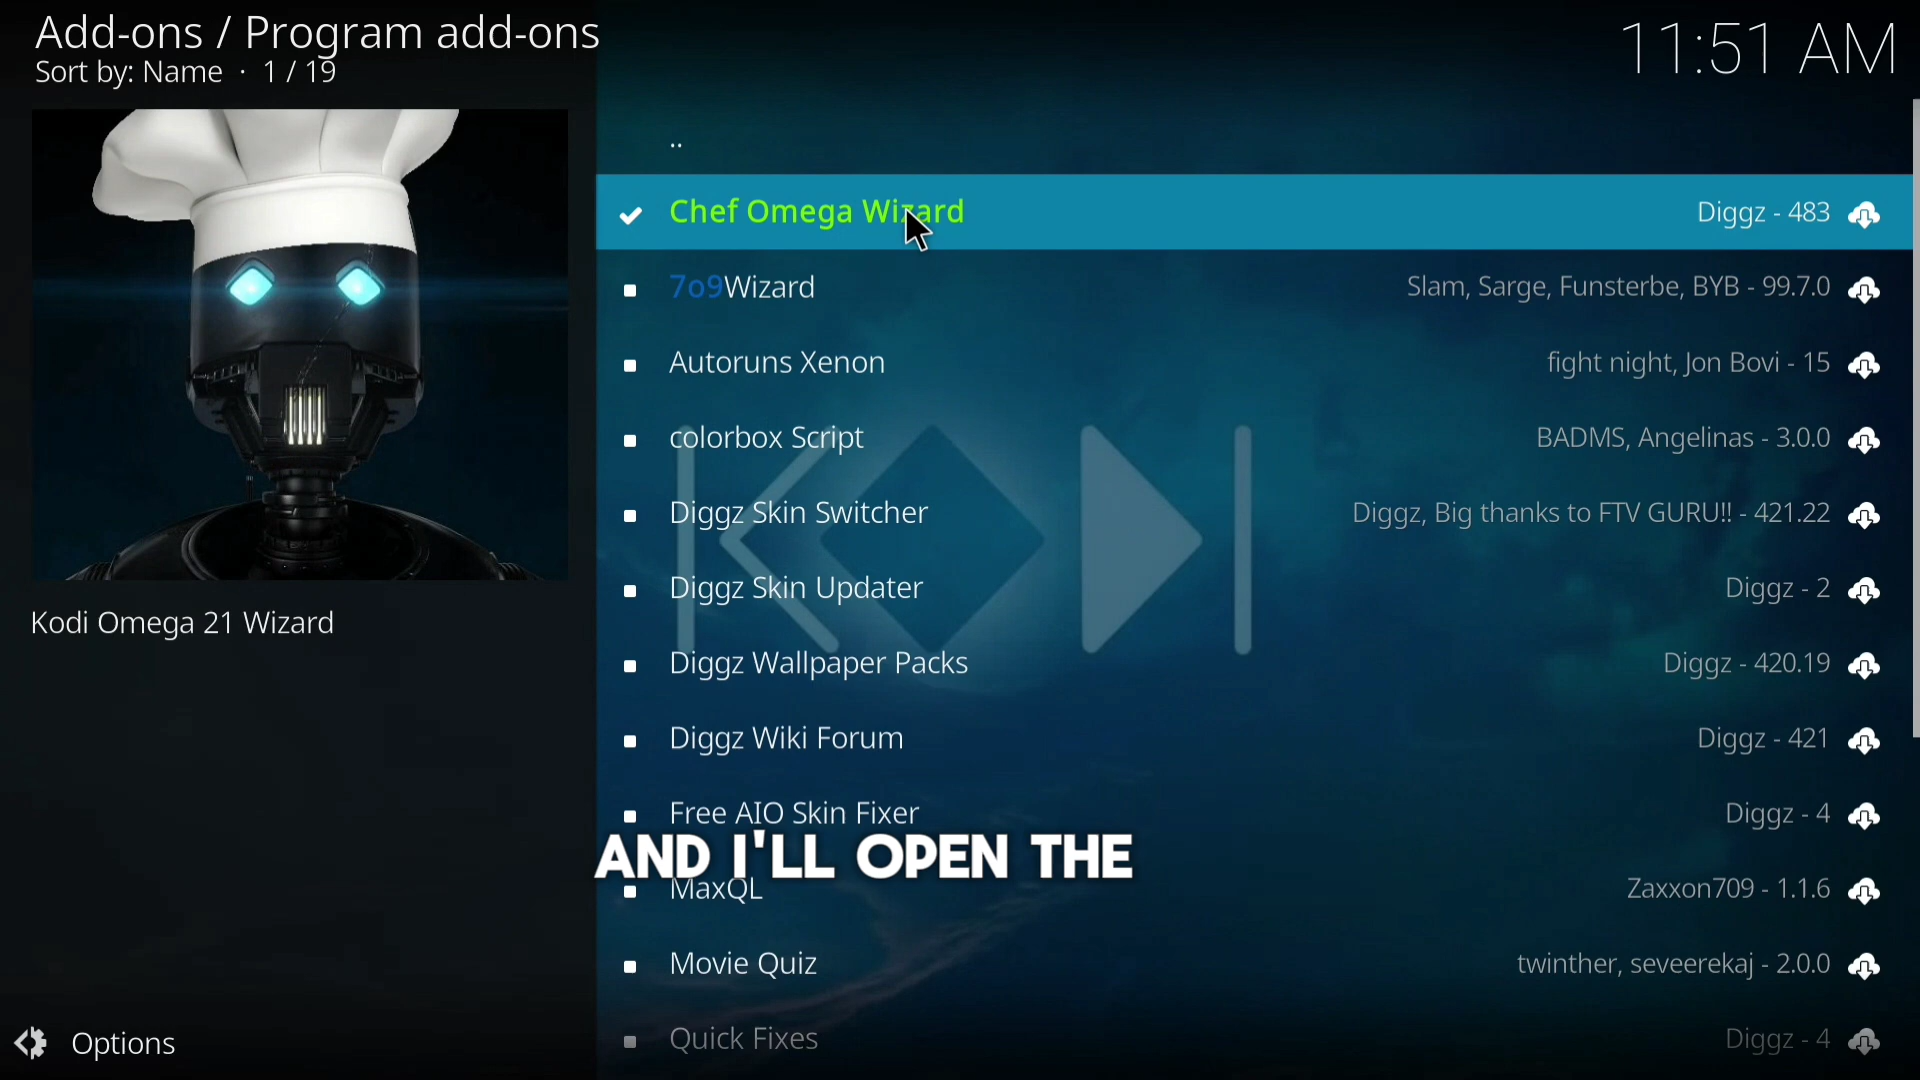 Add-ons / Program add-ons
Sort by: Name · 1 / 19
11:51 AM
..
Chef Omega Wizard Diggz - 483
7o9Wizard Slam, Sarge, Funsterbe, BYB - 99.7.0
Autoruns Xenon fight night, Jon Bovi - 15
colorbox Script BADMS, Angelinas - 3.0.0
Diggz Skin Switcher Diggz, Big thanks to FTV GURU!! - 421.22
Diggz Skin Updater Diggz - 2
Kodi Omega 21 Wizard
Diggz Wallpaper Packs Diggz - 420.19
Diggz Wiki Forum Diggz - 421
Free AIO Skin Fixer Diggz - 4
AND I'LL OPEN THE
MaxQL Zaxxon709 - 1.1.6
Movie Quiz twinther, seveerekaj - 2.0.0
Quick Fixes Diggz - 4
Options
KODI